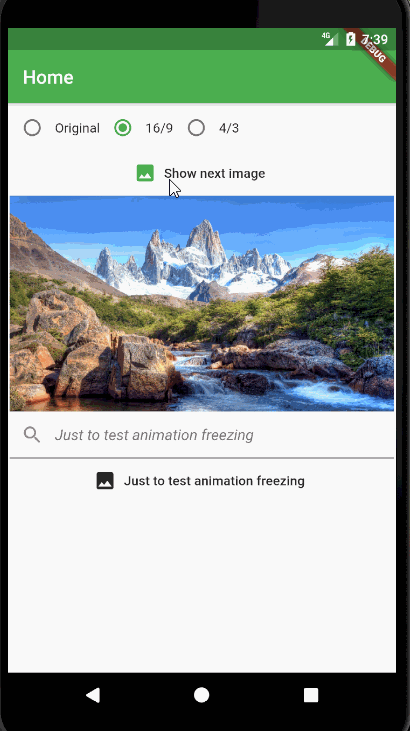 4G 7:39
DEBUG
Home
Original 16/9 4/3
Show next image
Just to test animation freezing
Just to test animation freezing